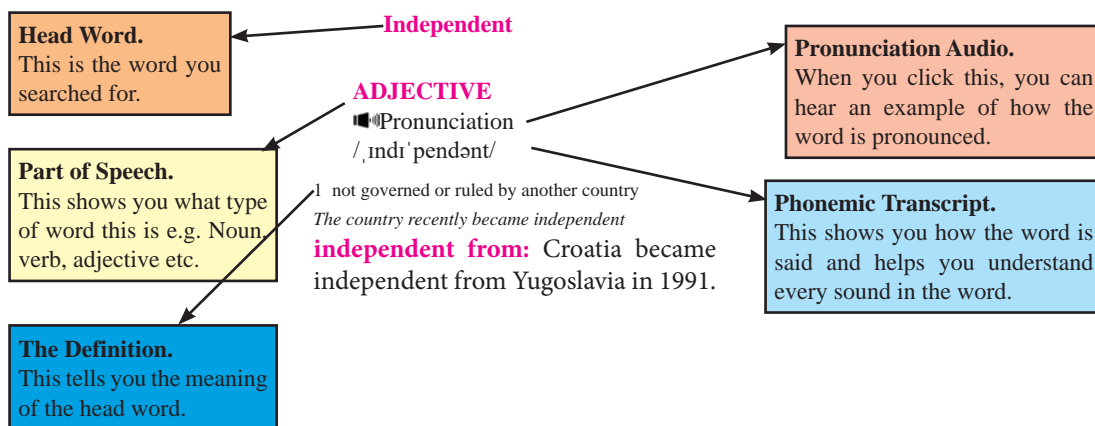 Head Word.
This is the word you
searched for.
Independent
Pronunciation Audio.
When you click this, you can
hear an example of how the
word is pronounced.
ADJECTIVE
Pronunciation
/ˌɪndɪˈpendənt/
Part of Speech.
This shows you what type
of word this is e.g. Noun,
verb, adjective etc.
1 not governed or ruled by another country
The country recently became independent
independent from: Croatia became
independent from Yugoslavia in 1991.
Phonemic Transcript.
This shows you how the word is
said and helps you understand
every sound in the word.
The Definition.
This tells you the meaning
of the head word.